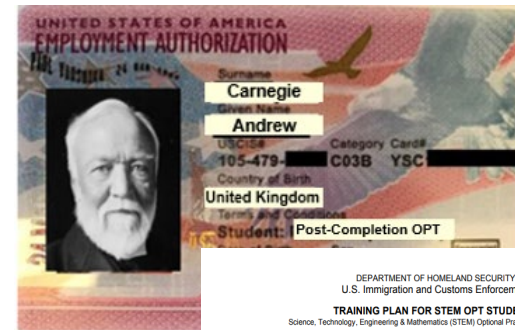 UNITED STATES OF AMERICA
EMPLOYMENT AUTHORIZATION
Surname
Carnegie
Given Name
Andrew
USCIS# Category Card#
105-479- C03B YSC
Country of Birth
United Kingdom
Terms and Conditions
Student: Post-Completion OPT
DEPARTMENT OF HOMELAND SECURITY
U.S. Immigration and Customs Enforcem
TRAINING PLAN FOR STEM OPT STUDE
Science, Technology, Engineering & Mathematics (STEM) Optional Pra